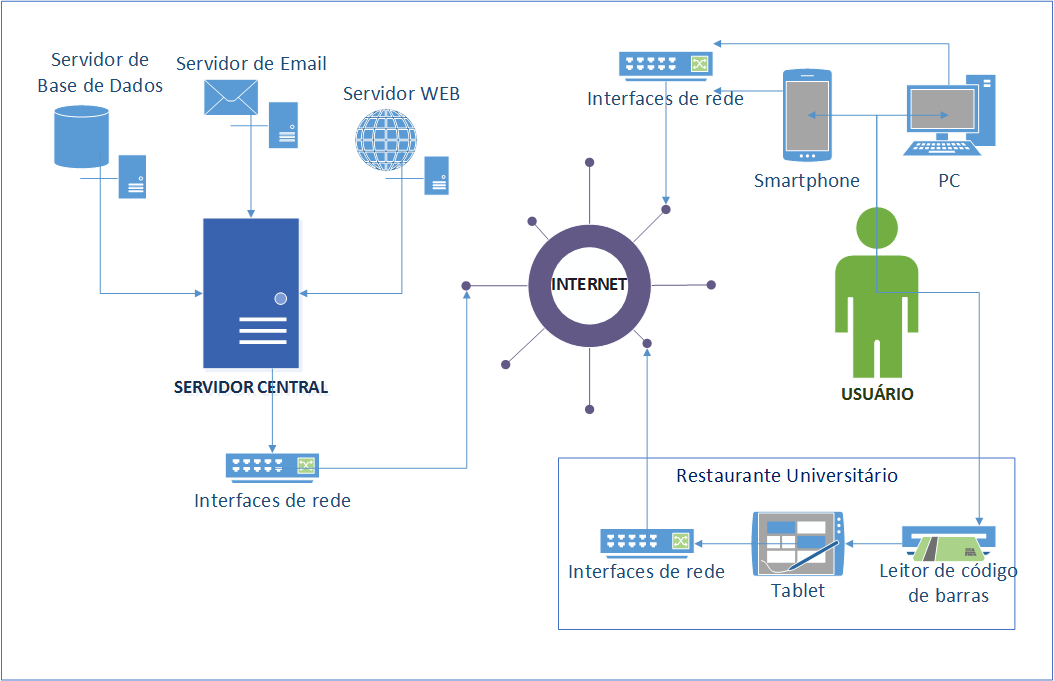 Servidor de
Base de Dados
Servidor de Email
Servidor WEB
Interfaces de rede
Smartphone
PC
INTERNET
SERVIDOR CENTRAL
USUÁRIO
Interfaces de rede
Restaurante Universitário
Interfaces de rede
Tablet
Leitor de código
de barras